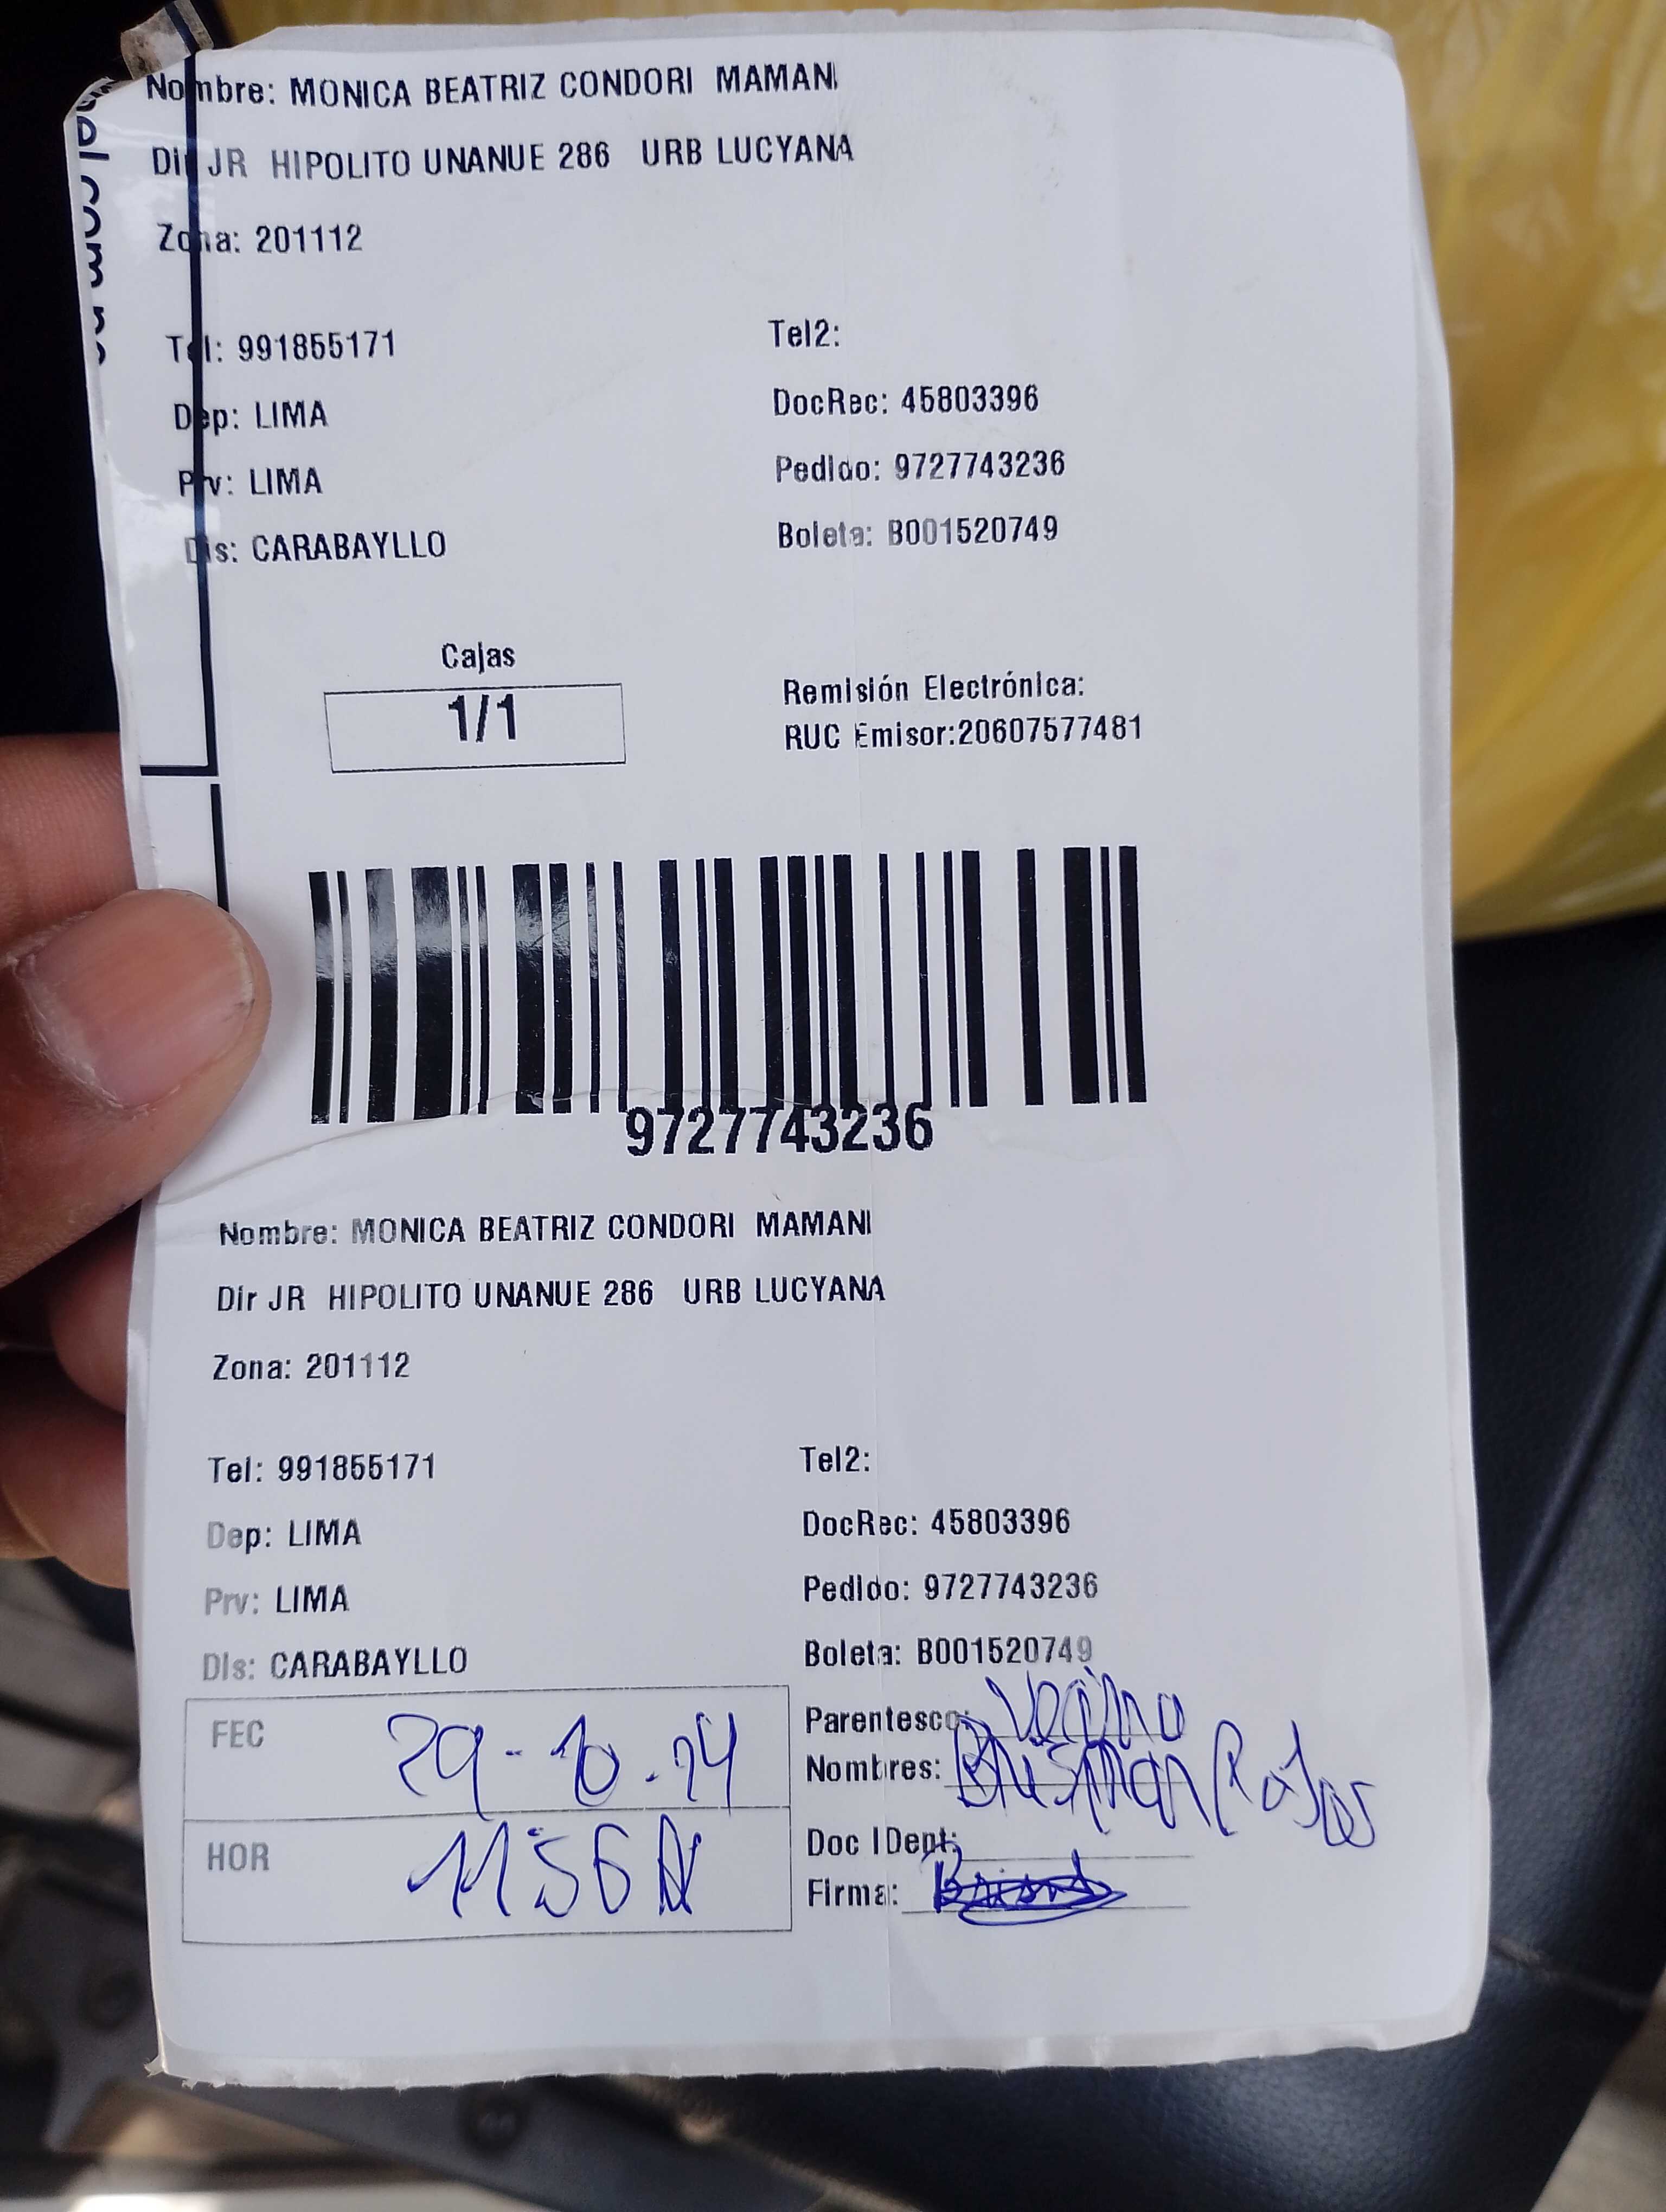 Nombre: MONICA BEATRIZ CONDORI MAMANI
Dir JR HIPOLITO UNANUE 286 URB LUCYANA
Zona: 201112
Tel: 991855171
Tel2:
Dep: LIMA
DocRec: 45803396
Prv: LIMA
Pedido: 9727743236
Dis: CARABAYLLO
Boleta: B001520749
Cajas
1/1
Remisión Electrónica:
RUC Emisor:20607577481
9727743236
Nombre: MONICA BEATRIZ CONDORI MAMANI
Dir JR HIPOLITO UNANUE 286 URB LUCYANA
Zona: 201112
Tel: 991855171
Tel2:
Dep: LIMA
DocRec: 45803396
Prv: LIMA
Pedido: 9727743236
Dis: CARABAYLLO
Boleta: B001520749
FEC 29-10.24
Parentesco: Vecino
Nombres: Rojas
HOR 11:56
Doc IDept:
Firma: